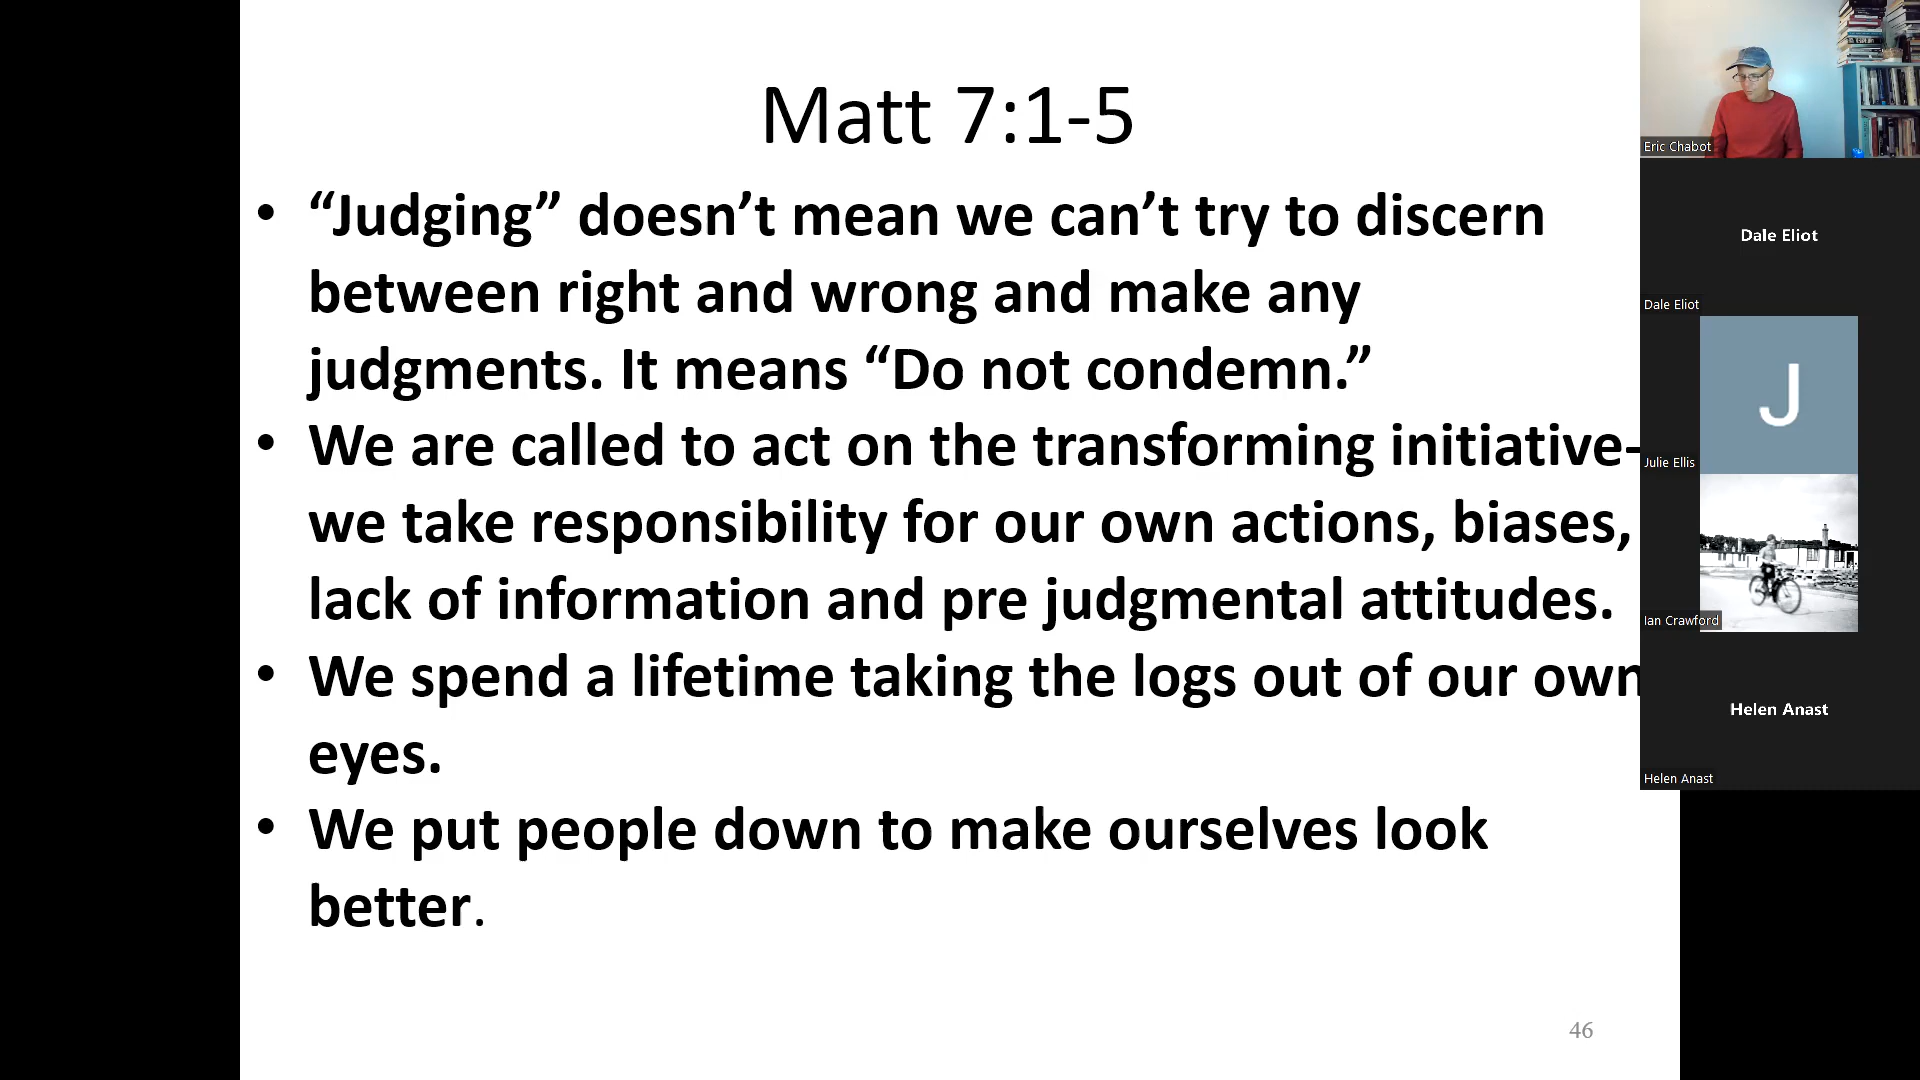 Matt 7:1-5
• “Judging” doesn’t mean we can’t try to discern
between right and wrong and make any
judgments. It means “Do not condemn.”
• We are called to act on the transforming initiative-
we take responsibility for our own actions, biases,
lack of information and pre judgmental attitudes.
• We spend a lifetime taking the logs out of our own
eyes.
• We put people down to make ourselves look
better.
46
Eric Chabot
Dale Eliot
Dale Eliot
J
Julie Ellis
Ian Crawford
Helen Anast
Helen Anast